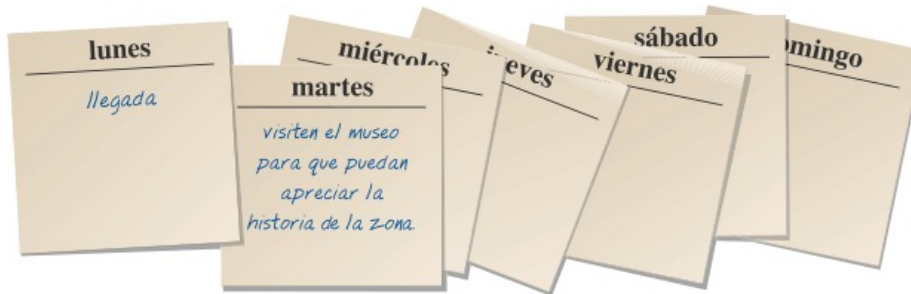 lunes
llegada
martes
visiten el museo
para que puedan
apreciar la
historia de la zona.
miércoles
viernes
sábado